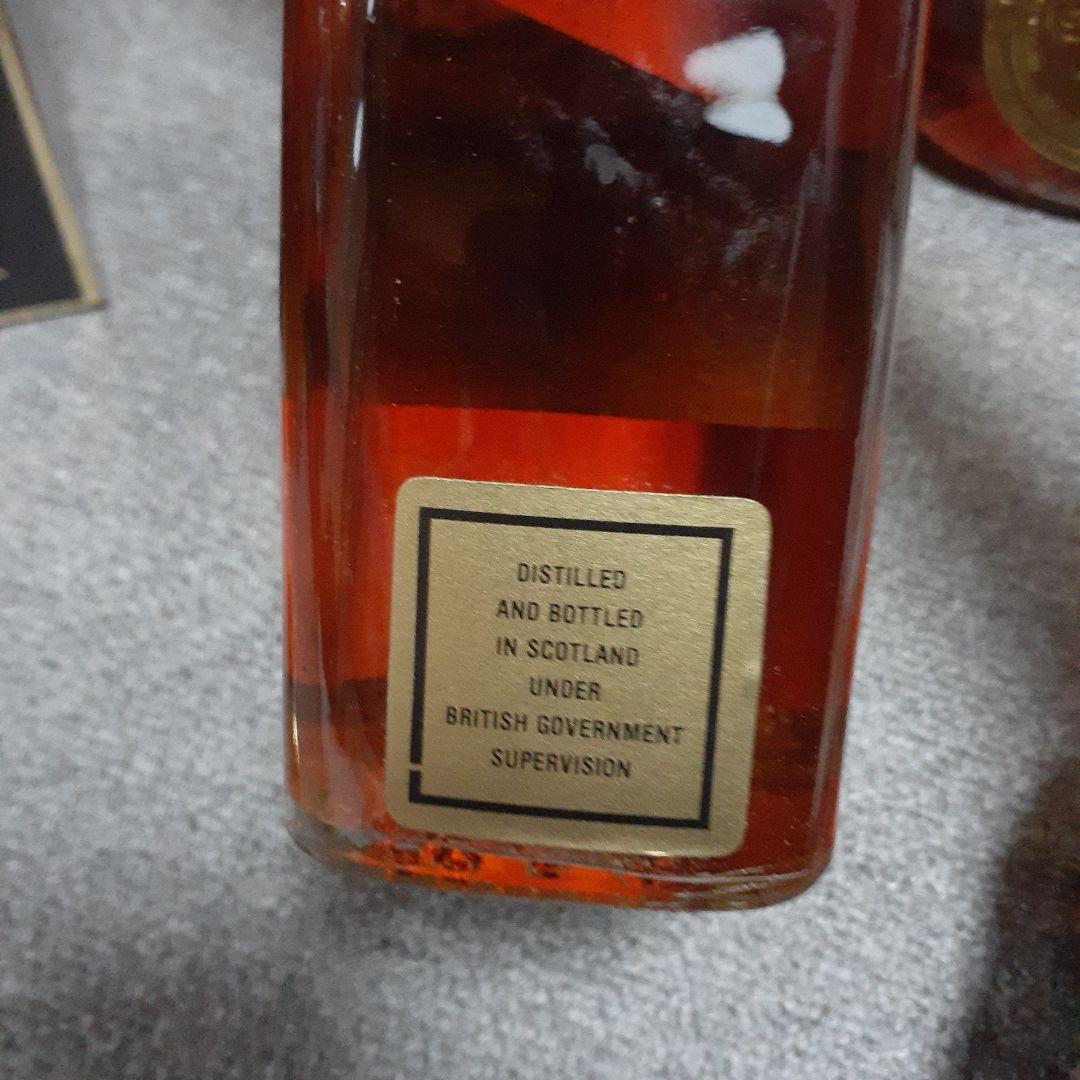 DISTILLED
AND BOTTLED
IN SCOTLAND
UNDER
BRITISH GOVERNMENT
SUPERVISION